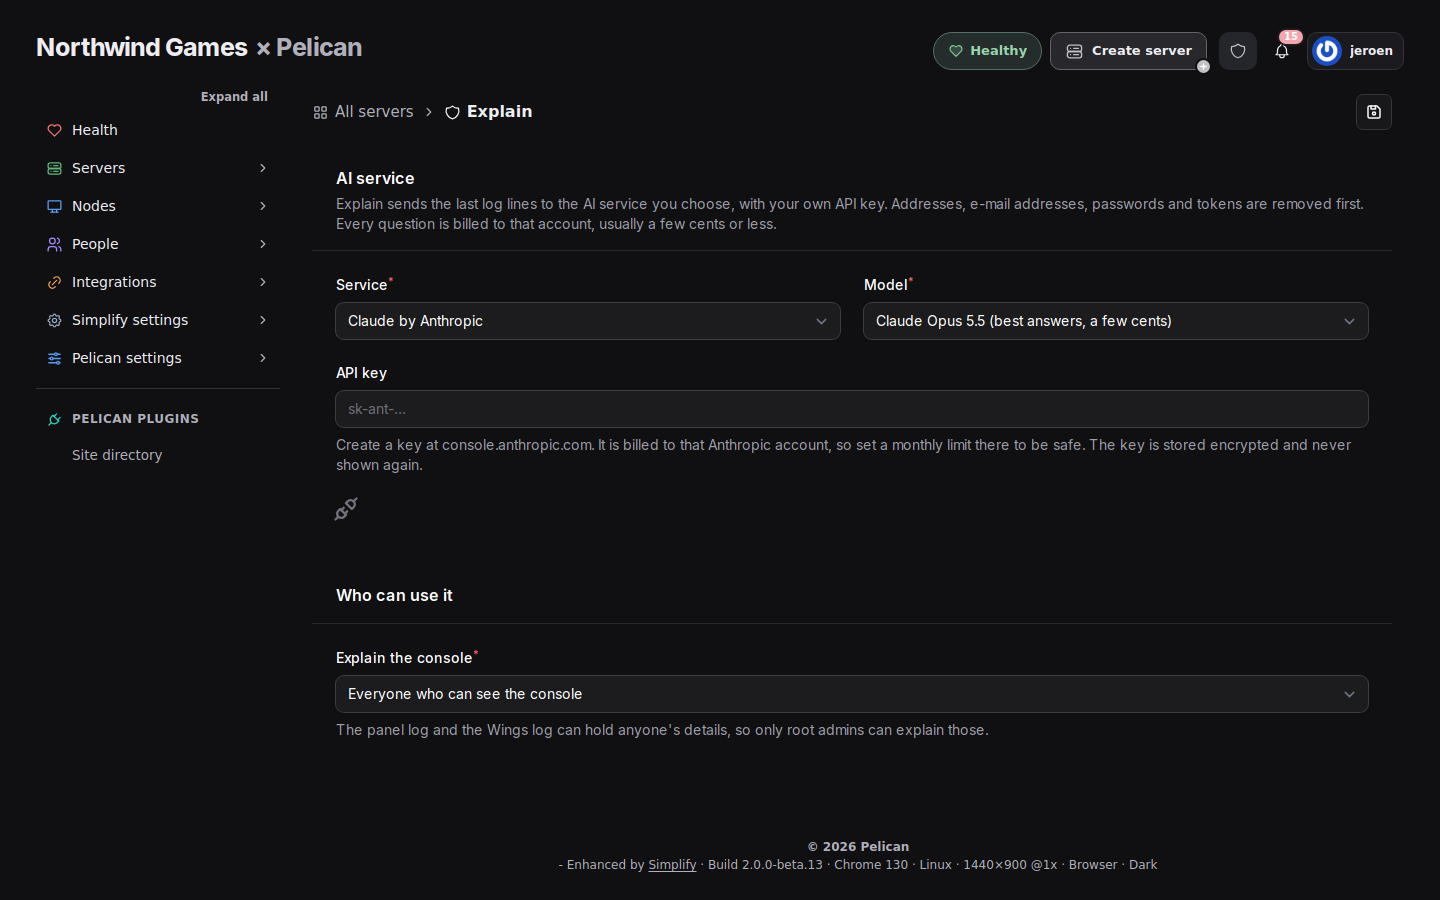 Northwind Games × Pelican
Healthy
Create server
15
jeroen
Expand all
Health
Servers
Nodes
People
Integrations
Simplify settings
Pelican settings
PELICAN PLUGINS
Site directory
All servers
Explain
AI service
Explain sends the last log lines to the AI service you choose, with your own API key. Addresses, e-mail addresses, passwords and tokens are removed first.
Every question is billed to that account, usually a few cents or less.
Service*
Model*
Claude by Anthropic
Claude Opus 5.5 (best answers, a few cents)
API key
sk-ant-...
Create a key at console.anthropic.com. It is billed to that Anthropic account, so set a monthly limit there to be safe. The key is stored encrypted and never
shown again.
Who can use it
Explain the console*
Everyone who can see the console
The panel log and the Wings log can hold anyone's details, so only root admins can explain those.
© 2026 Pelican
- Enhanced by Simplify · Build 2.0.0-beta.13 · Chrome 130 · Linux · 1440×900 @1x · Browser · Dark